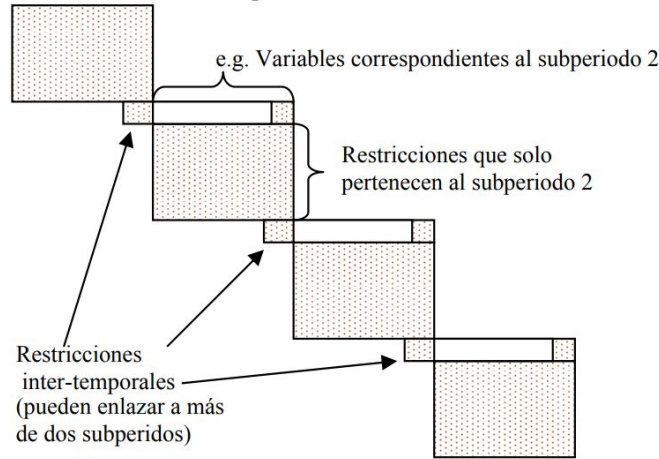 e.g. Variables correspondientes al subperiodo 2
Restricciones que solo
pertenecen al subperiodo 2
Restricciones
inter-temporales
(pueden enlazar a más
de dos subperidos)